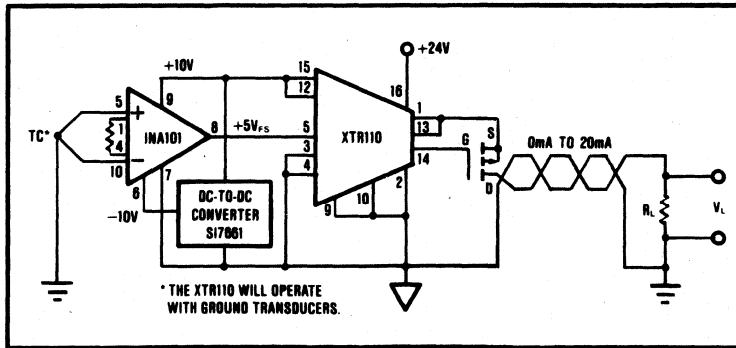 +24V
+10V
15
12
16
1
13
14
5
9
TC*
+
1
INA101
8
+5VFS
5
XTR110
3
4
G
S
D
0mA TO 20mA
4
−
10
6
7
2
−10V
DC-TO-DC
CONVERTER
SI7661
9
10
RL
VL
* THE XTR110 WILL OPERATE
WITH GROUND TRANSDUCERS.